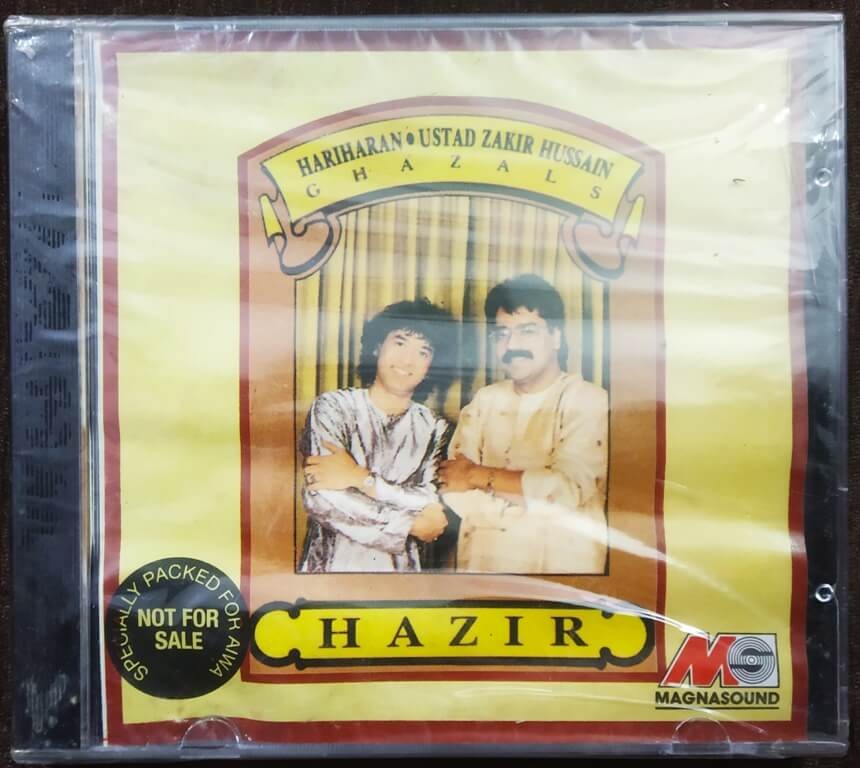 HARIHARAN • USTAD ZAKIR HUSSAIN
GHAZALS
SPECIALLY PACKED FOR AIWA
NOT FOR
SALE
HAZIR
MG
MAGNASOUND